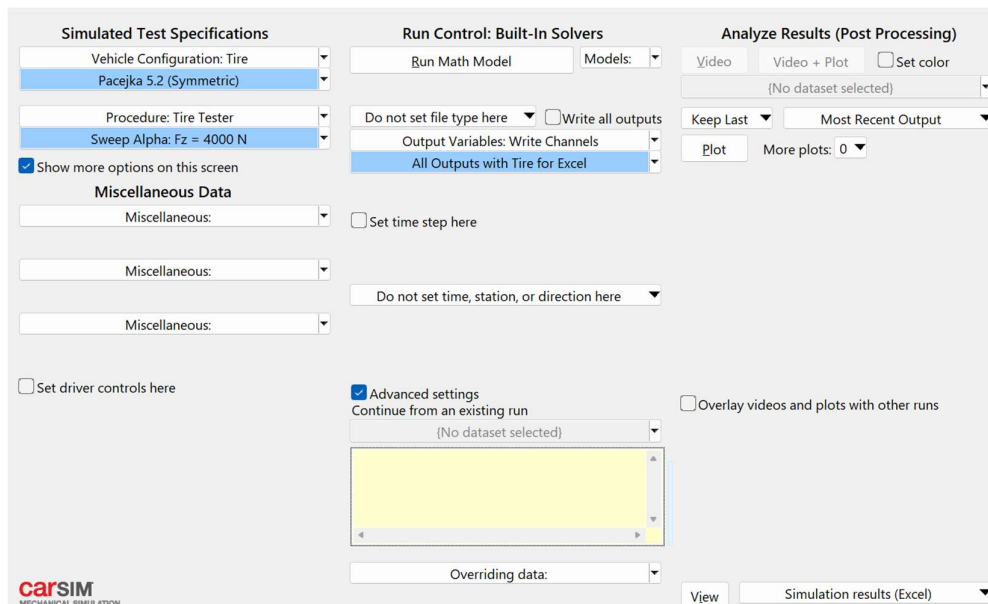 Simulated Test Specifications
Vehicle Configuration: Tire
Pacejka 5.2 (Symmetric)
Procedure: Tire Tester
Sweep Alpha: Fz = 4000 N
Show more options on this screen
Miscellaneous Data
Miscellaneous:
Miscellaneous:
Miscellaneous:
Set driver controls here
carsim
MECHANICAL SIMULATION
Run Control: Built-In Solvers
Run Math Model
Models:
Do not set file type here
Write all outputs
Output Variables: Write Channels
All Outputs with Tire for Excel
Set time step here
Do not set time, station, or direction here
Advanced settings
Continue from an existing run
{No dataset selected}
Overriding data:
Analyze Results (Post Processing)
Video
Video + Plot
Set color
{No dataset selected}
Keep Last
Most Recent Output
Plot
More plots: 0
Overlay videos and plots with other runs
View
Simulation results (Excel)